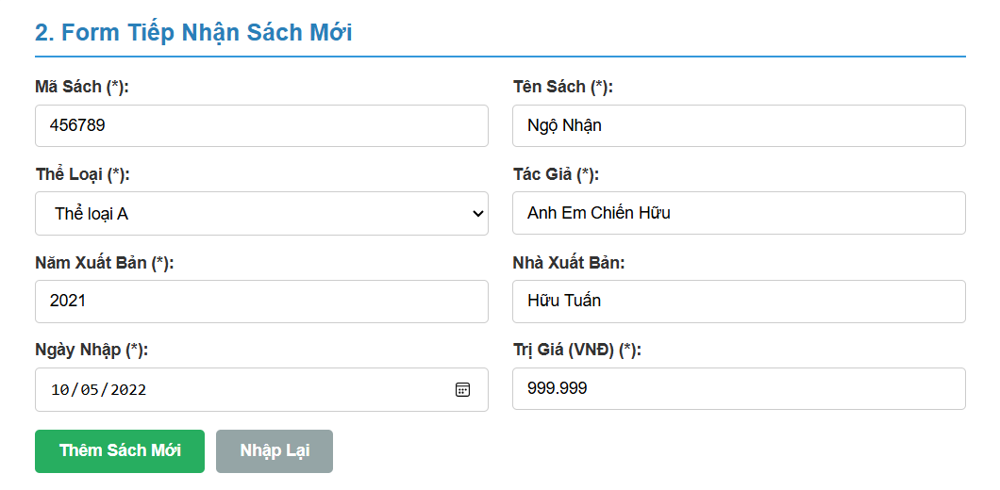 2. Form Tiếp Nhận Sách Mới
Mã Sách (*):
Tên Sách (*):
456789
Ngộ Nhận
Thể Loại (*):
Tác Giả (*):
Thể loại A
Anh Em Chiến Hữu
Năm Xuất Bản (*):
Nhà Xuất Bản:
2021
Hữu Tuấn
Ngày Nhập (*):
Trị Giá (VNĐ) (*):
10/05/2022
999.999
Thêm Sách Mới
Nhập Lại